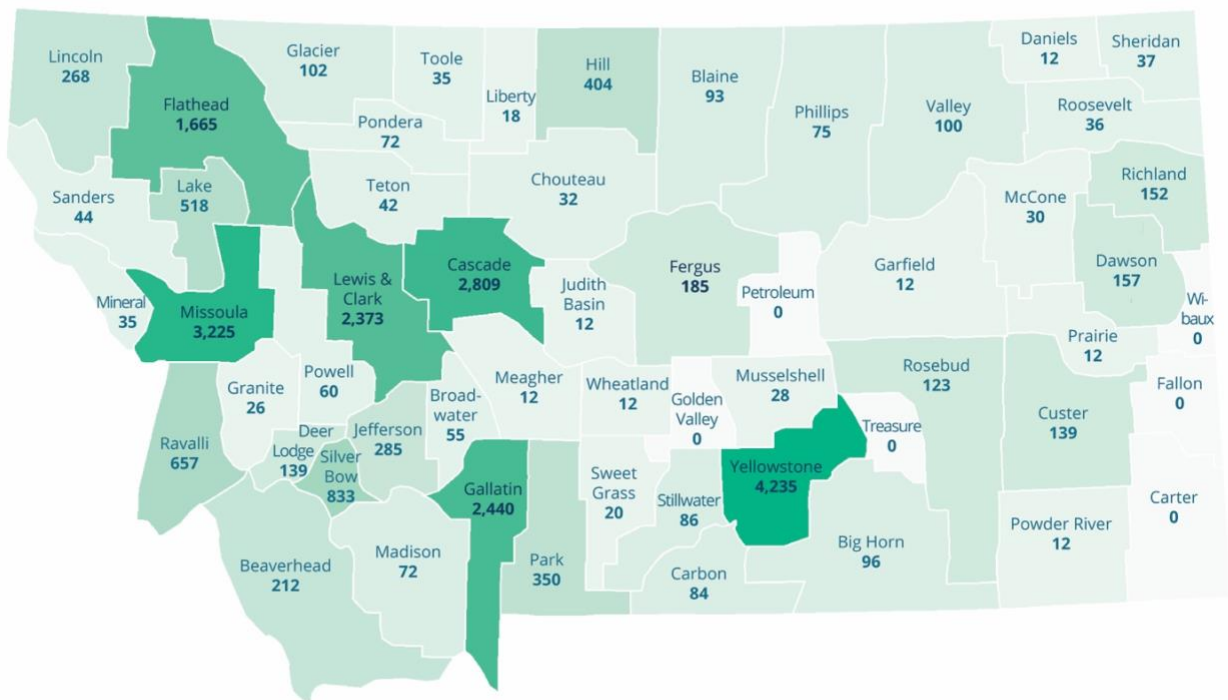 Lincoln
268
Flathead
1,665
Glacier
102
Toole
35
Liberty
18
Hill
404
Blaine
93
Phillips
75
Valley
100
Daniels
12
Sheridan
37
Roosevelt
36
Pondera
72
Sanders
44
Lake
518
Teton
42
Chouteau
32
McCone
30
Richland
152
Mineral
35
Missoula
3,225
Lewis &
Clark
2,373
Cascade
2,809
Judith
Basin
12
Fergus
185
Petroleum
0
Garfield
12
Dawson
157
Wi-
baux
0
Prairie
12
Granite
26
Powell
60
Broad-
water
55
Meagher
12
Wheatland
12
Golden
Valley
0
Musselshell
28
Rosebud
123
Treasure
0
Custer
139
Fallon
0
Ravalli
657
Deer
Lodge
139
Silver
Bow
833
Jefferson
285
Gallatin
2,440
Sweet
Grass
20
Stillwater
86
Yellowstone
4,235
Carter
0
Beaverhead
212
Madison
72
Park
350
Carbon
84
Big Horn
96
Powder River
12